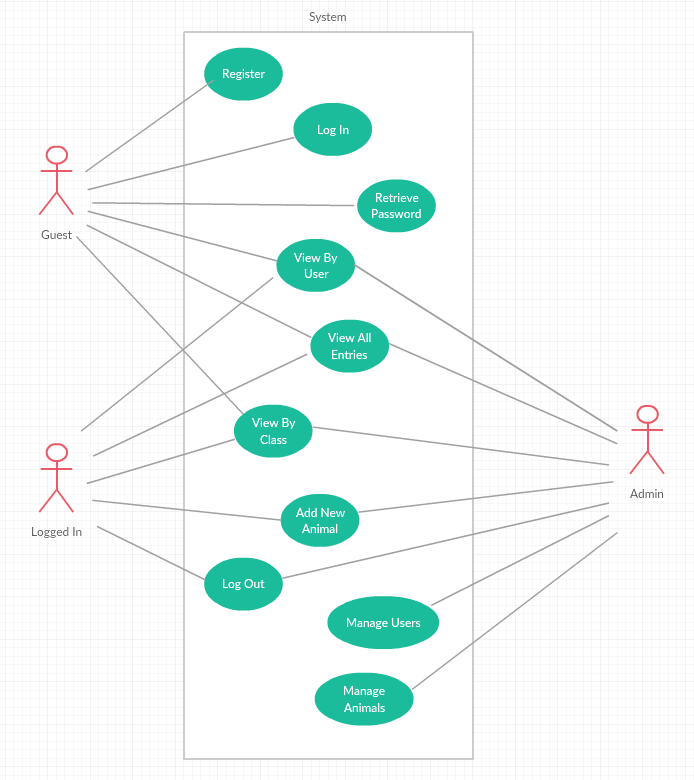 System
Register
Log In
Retrieve
Password
Guest
View By
User
View All
Entries
View By
Class
Admin
Logged In
Add New
Animal
Log Out
Manage Users
Manage
Animals